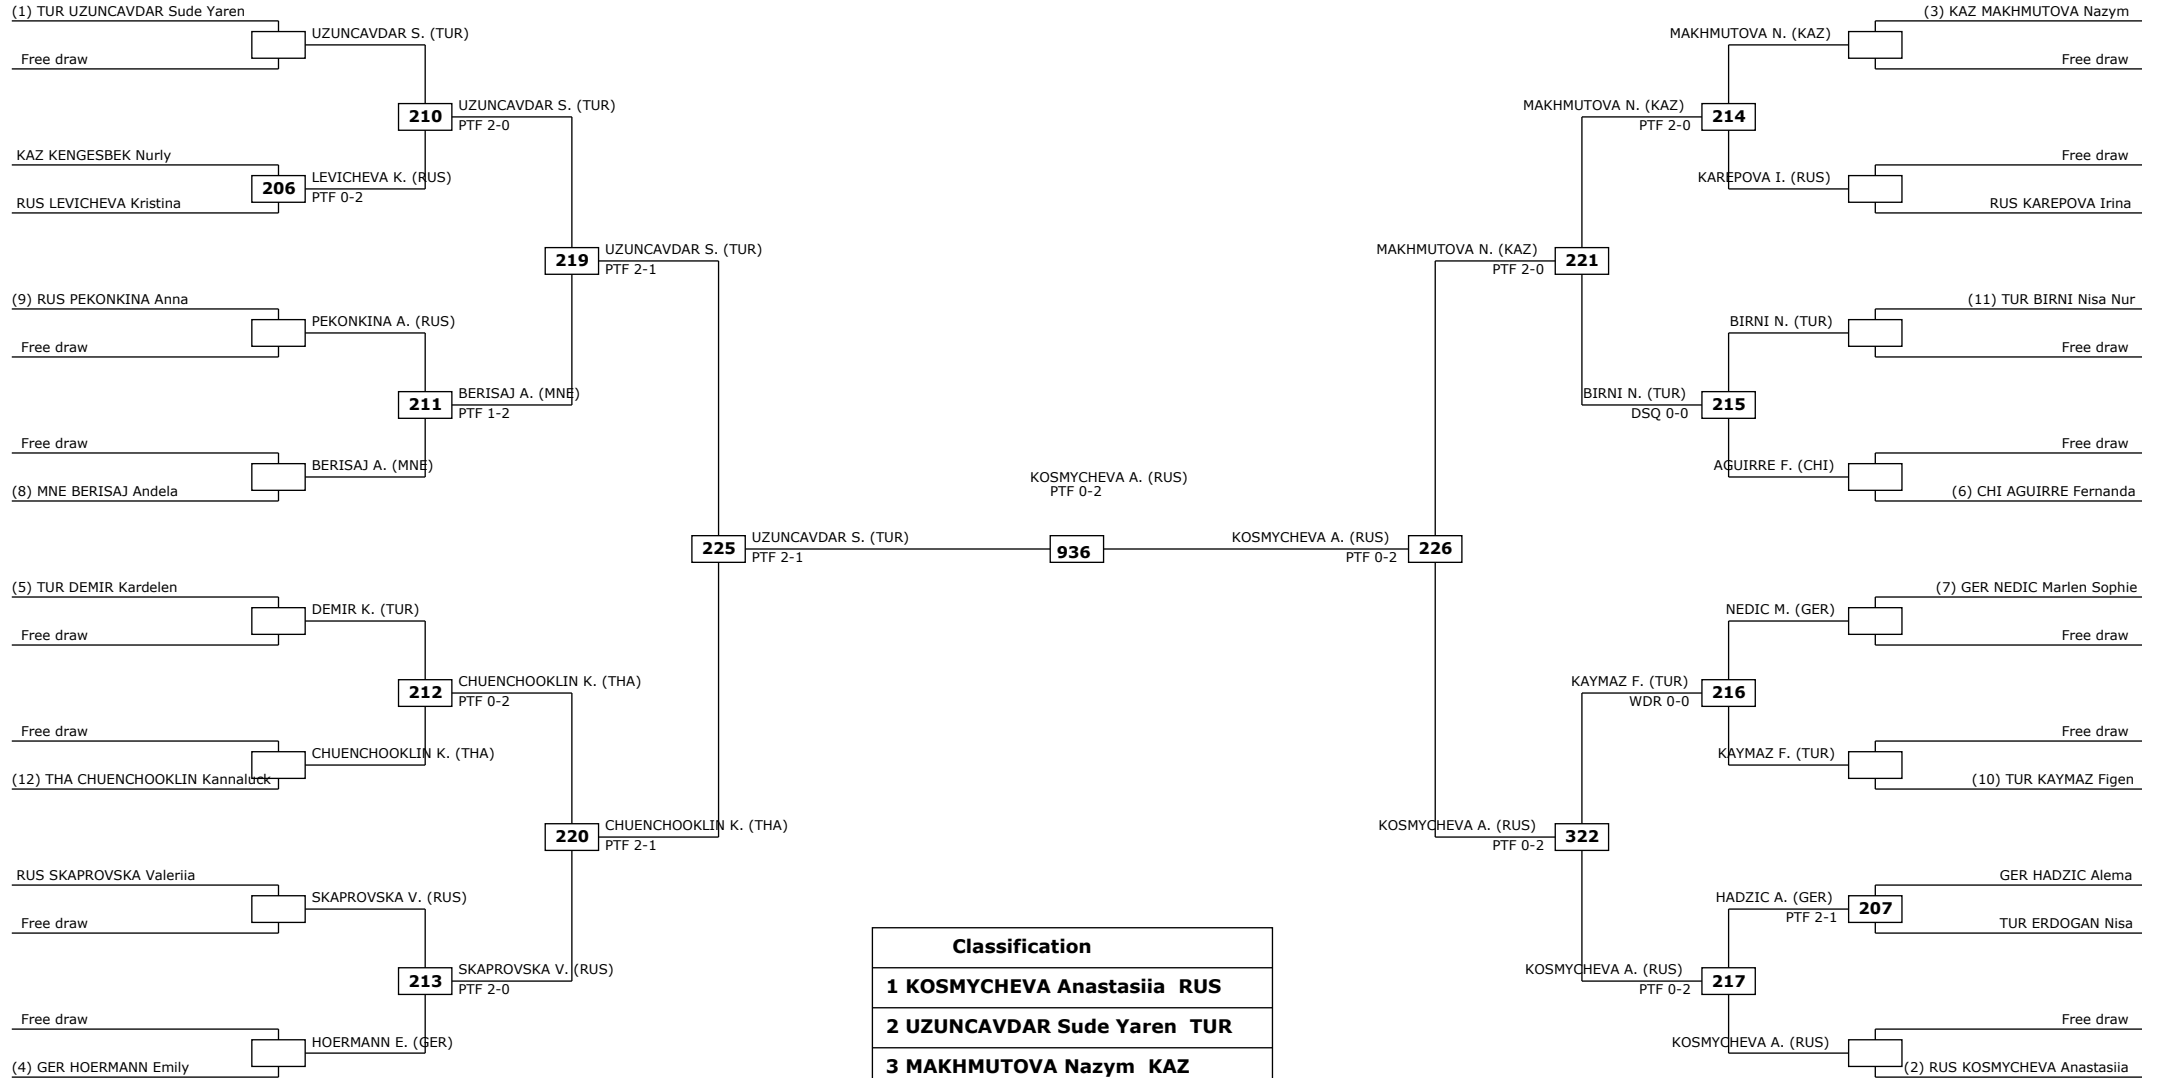 (1) TUR UZUNCAVDAR Sude Yaren
UZUNCAVDAR S. (TUR)
Free draw
210
UZUNCAVDAR S. (TUR)
PTF 2-0
KAZ KENGESBEK Nurly
206
LEVICHEVA K. (RUS)
PTF 0-2
RUS LEVICHEVA Kristina
219
UZUNCAVDAR S. (TUR)
PTF 2-1
(9) RUS PEKONKINA Anna
PEKONKINA A. (RUS)
Free draw
211
BERISAJ A. (MNE)
PTF 1-2
Free draw
BERISAJ A. (MNE)
(8) MNE BERISAJ Andela
225
UZUNCAVDAR S. (TUR)
PTF 2-1
(5) TUR DEMIR Kardelen
DEMIR K. (TUR)
Free draw
212
CHUENCHOOKLIN K. (THA)
PTF 0-2
Free draw
CHUENCHOOKLIN K. (THA)
(12) THA CHUENCHOOKLIN Kannaluck
220
CHUENCHOOKLIN K. (THA)
PTF 2-1
RUS SKAPROVSKA Valeriia
SKAPROVSKA V. (RUS)
Free draw
213
SKAPROVSKA V. (RUS)
PTF 2-0
Free draw
HOERMANN E. (GER)
(4) GER HOERMANN Emily
KOSMYCHEVA A. (RUS)
PTF 0-2
936
(3) KAZ MAKHMUTOVA Nazym
MAKHMUTOVA N. (KAZ)
Free draw
MAKHMUTOVA N. (KAZ)
PTF 2-0
214
Free draw
KAREPOVA I. (RUS)
RUS KAREPOVA Irina
MAKHMUTOVA N. (KAZ)
PTF 2-0
221
(11) TUR BIRNI Nisa Nur
BIRNI N. (TUR)
Free draw
BIRNI N. (TUR)
DSQ 0-0
215
Free draw
AGUIRRE F. (CHI)
(6) CHI AGUIRRE Fernanda
KOSMYCHEVA A. (RUS)
PTF 0-2
226
(7) GER NEDIC Marlen Sophie
NEDIC M. (GER)
Free draw
KAYMAZ F. (TUR)
WDR 0-0
216
Free draw
KAYMAZ F. (TUR)
(10) TUR KAYMAZ Figen
KOSMYCHEVA A. (RUS)
PTF 0-2
322
GER HADZIC Alema
HADZIC A. (GER)
PTF 2-1
207
TUR ERDOGAN Nisa
KOSMYCHEVA A. (RUS)
PTF 0-2
217
Free draw
KOSMYCHEVA A. (RUS)
(2) RUS KOSMYCHEVA Anastasiia
Classification
1 KOSMYCHEVA Anastasiia RUS
2 UZUNCAVDAR Sude Yaren TUR
3 MAKHMUTOVA Nazym KAZ